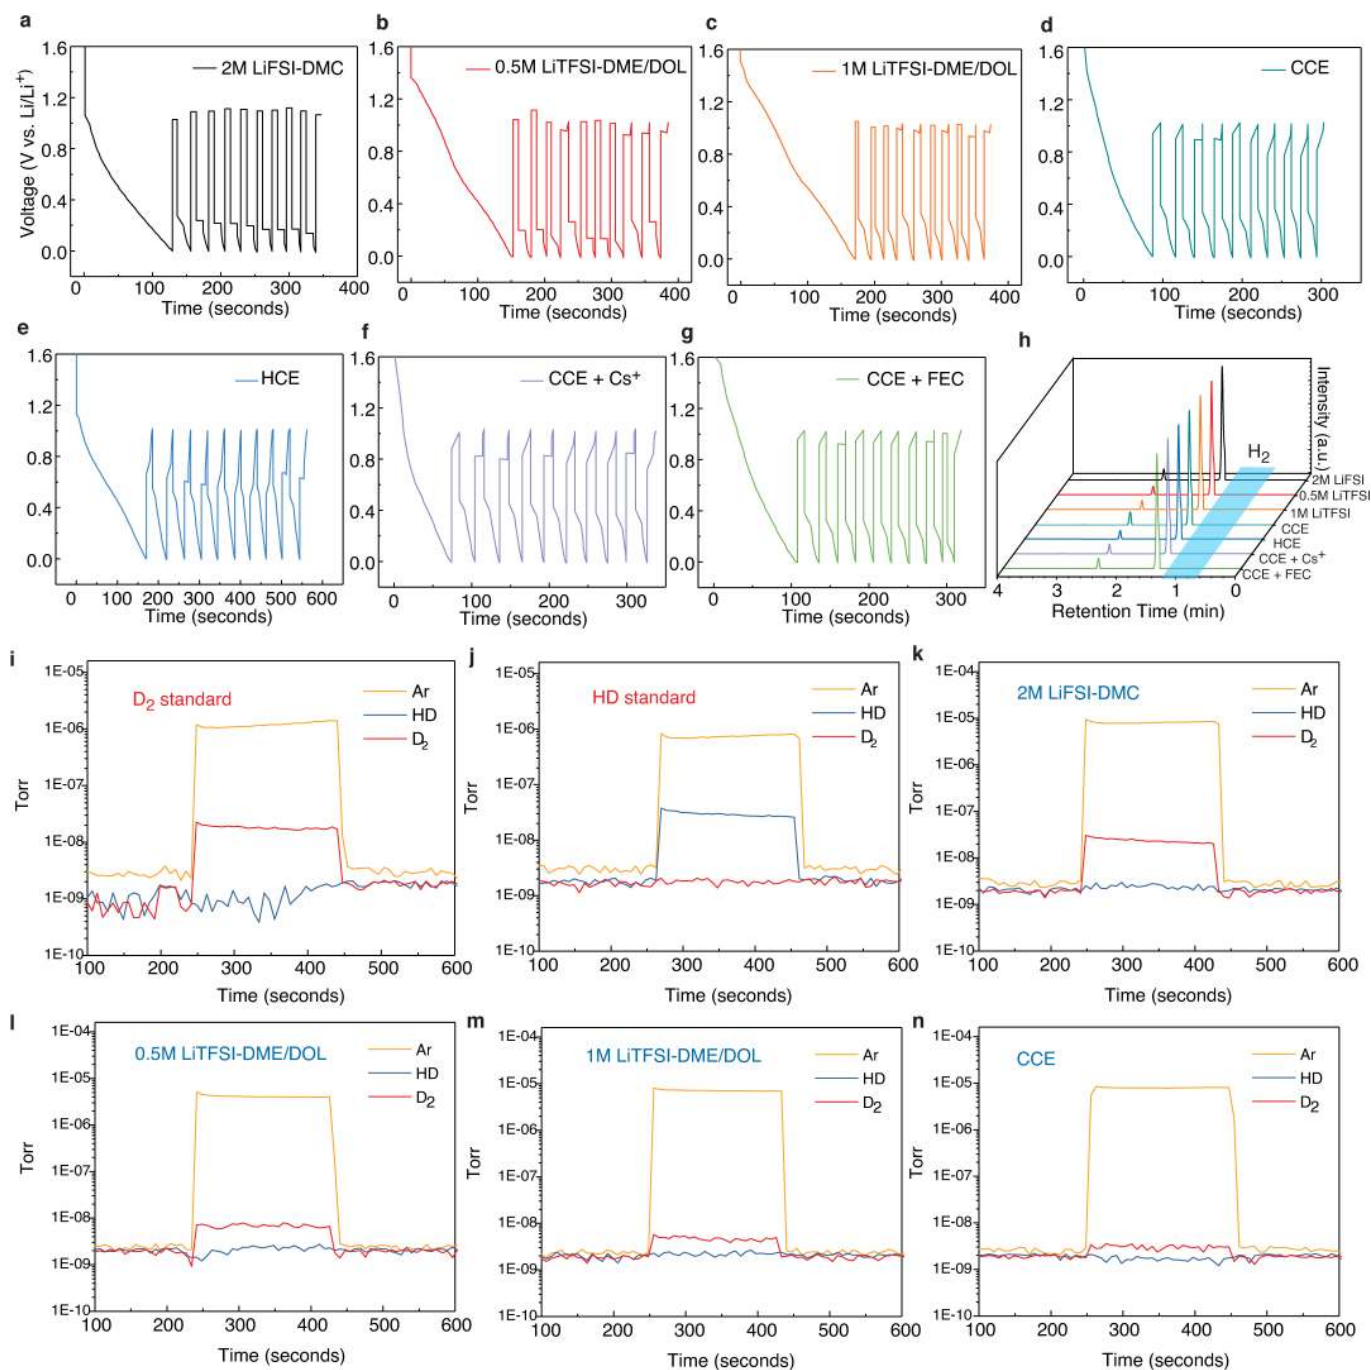 a
2M LiFSI-DMC
Voltage (V vs. Li/Li⁺)
1.6
1.2
0.8
0.4
0.0
0 100 200 300 400
Time (seconds)
b
0.5M LiTFSI-DME/DOL
1.6
1.2
0.8
0.4
0.0
0 100 200 300 400
Time (seconds)
c
1M LiTFSI-DME/DOL
1.6
1.2
0.8
0.4
0.0
0 100 200 300 400
Time (seconds)
d
CCE
1.6
1.2
0.8
0.4
0.0
0 100 200 300
Time (seconds)
e
HCE
1.6
1.2
0.8
0.4
0.0
0 100 200 300 400 500 600
Time (seconds)
f
CCE + Cs⁺
1.6
1.2
0.8
0.4
0.0
0 100 200 300
Time (seconds)
g
CCE + FEC
1.6
1.2
0.8
0.4
0.0
0 100 200 300
Time (seconds)
h
Intensity (a.u.)
H₂
2M LiFSI
0.5M LiTFSI
1M LiTFSI
CCE
HCE
CCE + Cs⁺
CCE + FEC
4 3 2 1 0
Retention Time (min)
i
D₂ standard
Ar
HD
D₂
Torr
1E-05
1E-06
1E-07
1E-08
1E-09
1E-10
100 200 300 400 500 600
Time (seconds)
j
HD standard
Ar
HD
D₂
Torr
1E-05
1E-06
1E-07
1E-08
1E-09
1E-10
100 200 300 400 500 600
Time (seconds)
k
2M LiFSI-DMC
Ar
HD
D₂
Torr
1E-04
1E-05
1E-06
1E-07
1E-08
1E-09
1E-10
100 200 300 400 500 600
Time (seconds)
l
0.5M LiTFSI-DME/DOL
Ar
HD
D₂
Torr
1E-04
1E-05
1E-06
1E-07
1E-08
1E-09
1E-10
100 200 300 400 500 600
Time (seconds)
m
1M LiTFSI-DME/DOL
Ar
HD
D₂
Torr
1E-04
1E-05
1E-06
1E-07
1E-08
1E-09
1E-10
100 200 300 400 500 600
Time (seconds)
n
CCE
Ar
HD
D₂
Torr
1E-04
1E-05
1E-06
1E-07
1E-08
1E-09
1E-10
100 200 300 400 500 600
Time (seconds)